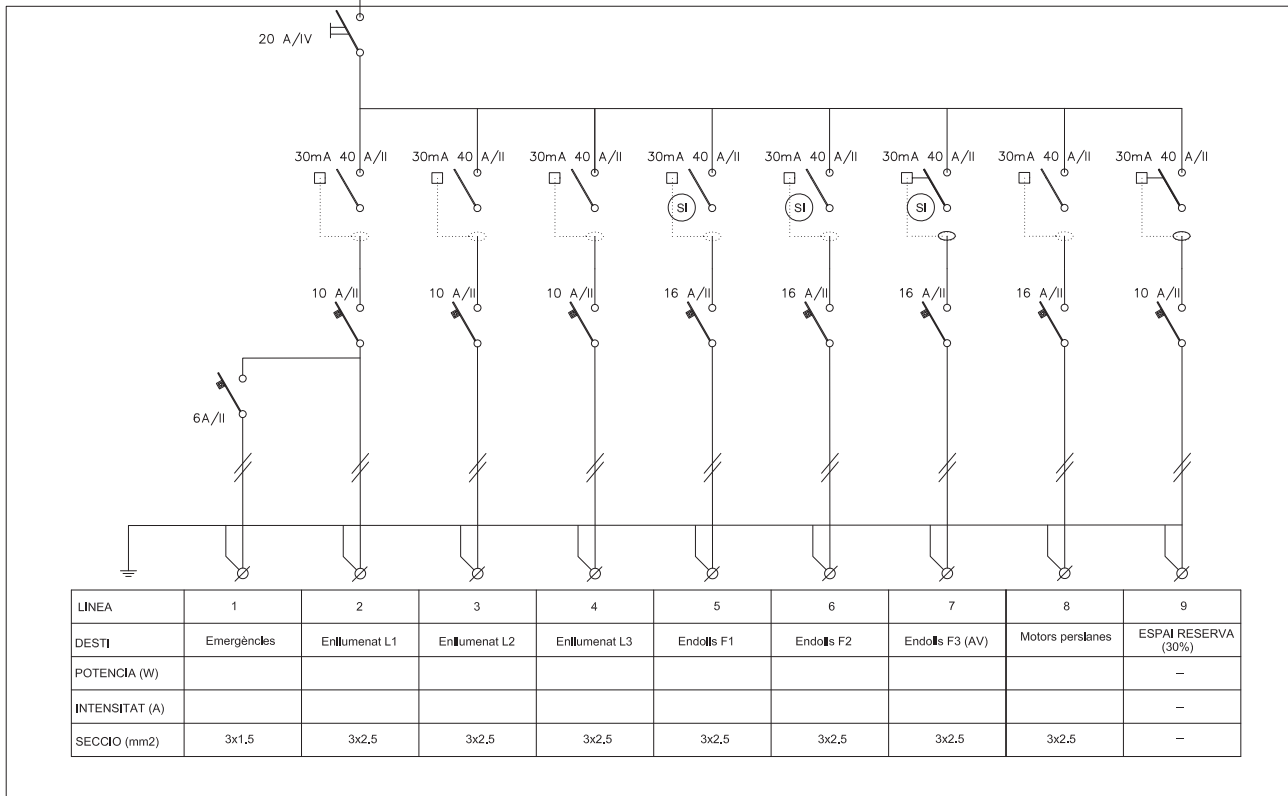 20 A/IV
30mA 40 A/II 30mA 40 A/II 30mA 40 A/II 30mA 40 A/II 30mA 40 A/II 30mA 40 A/II 30mA 40 A/II 30mA 40 A/II
SI SI SI
10 A/II 10 A/II 10 A/II 16 A/II 16 A/II 16 A/II 16 A/II 10 A/II
6A/II
LINEA 1 2 3 4 5 6 7 8 9
DESTI Emergències Enllumenat L1 Enllumenat L2 Enllumenat L3 Endolls F1 Endolls F2 Endolls F3 (AV) Motors persianes ESPAI RESERVA
(30%)
POTENCIA (W) –
INTENSITAT (A) –
SECCIO (mm2) 3x1.5 3x2.5 3x2.5 3x2.5 3x2.5 3x2.5 3x2.5 3x2.5 –